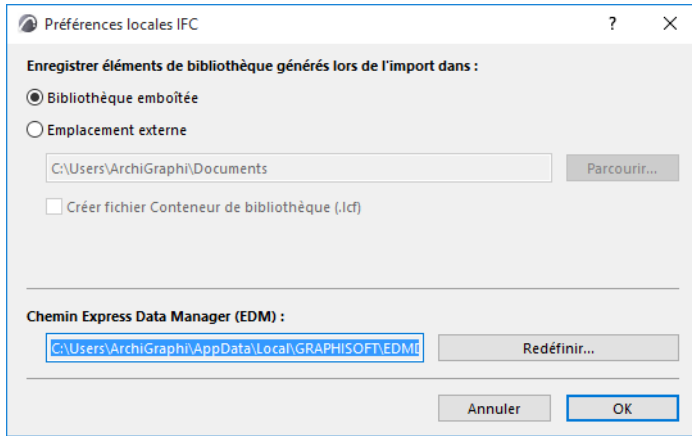 Préférences locales IFC
Enregistrer éléments de bibliothèque générés lors de l'import dans :
Bibliothèque emboîtée
Emplacement externe
C:\Users\ArchiGraphi\Documents
Parcourir...
Créer fichier Conteneur de bibliothèque (.lcf)
Chemin Express Data Manager (EDM) :
C:\Users\ArchiGraphi\AppData\Local\GRAPHISOFT\EDMD
Redéfinir...
Annuler
OK